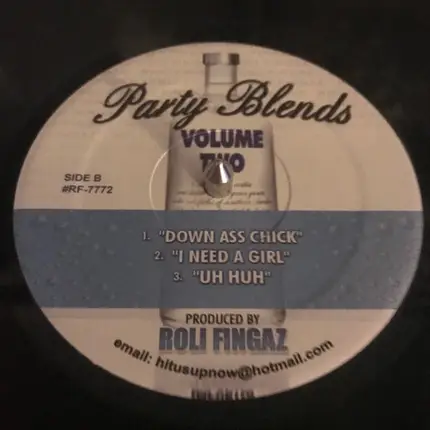 Party Blends
VOLUME
TWO
SIDE B
#RF-7772
1. "DOWN ASS CHICK"
2. "I NEED A GIRL"
3. "UH HUH"
PRODUCED BY
ROLI FINGAZ
email: hitusupnow@hotmail.com